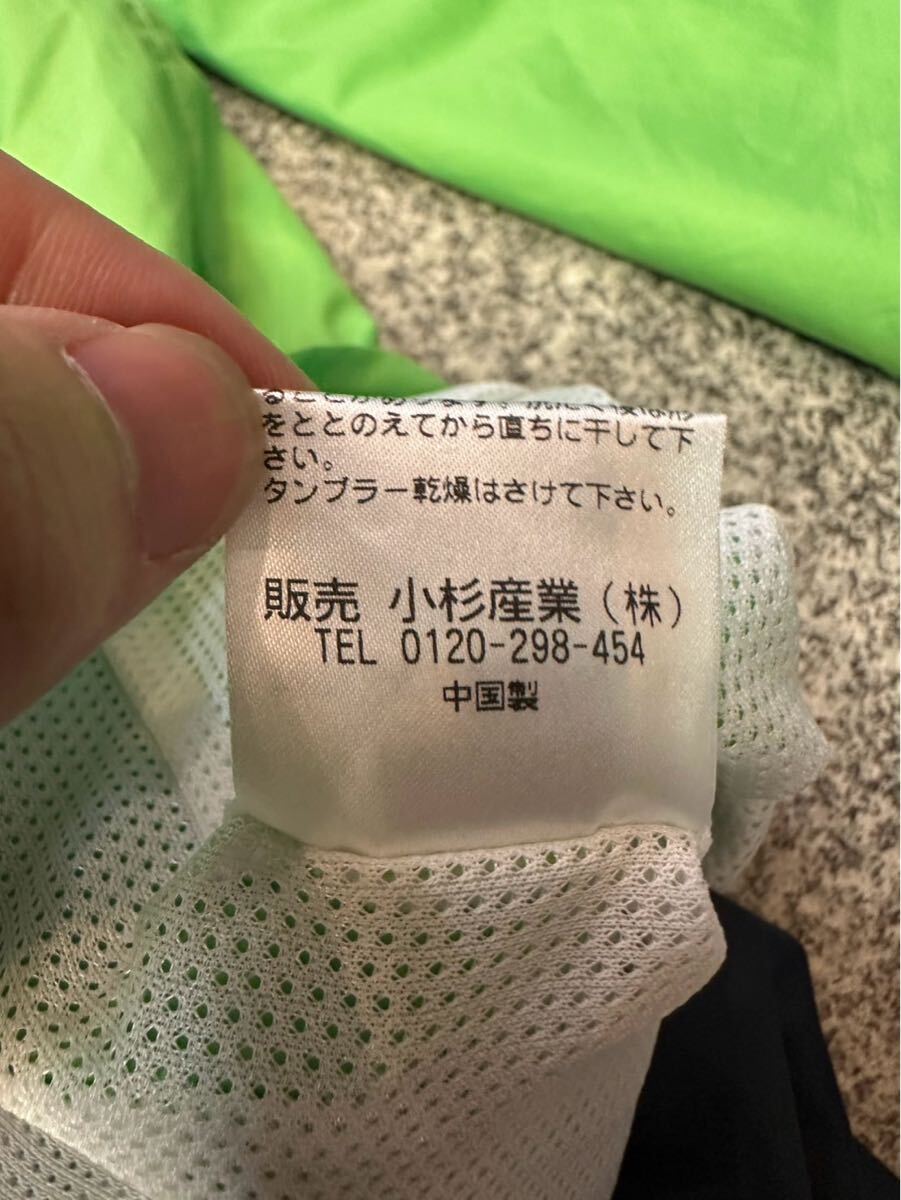 をととのえてから直ちに干して下
さい。
タンブラー乾燥はさけて下さい。
販売 小杉産業(株)
TEL 0120-298-454
中国製